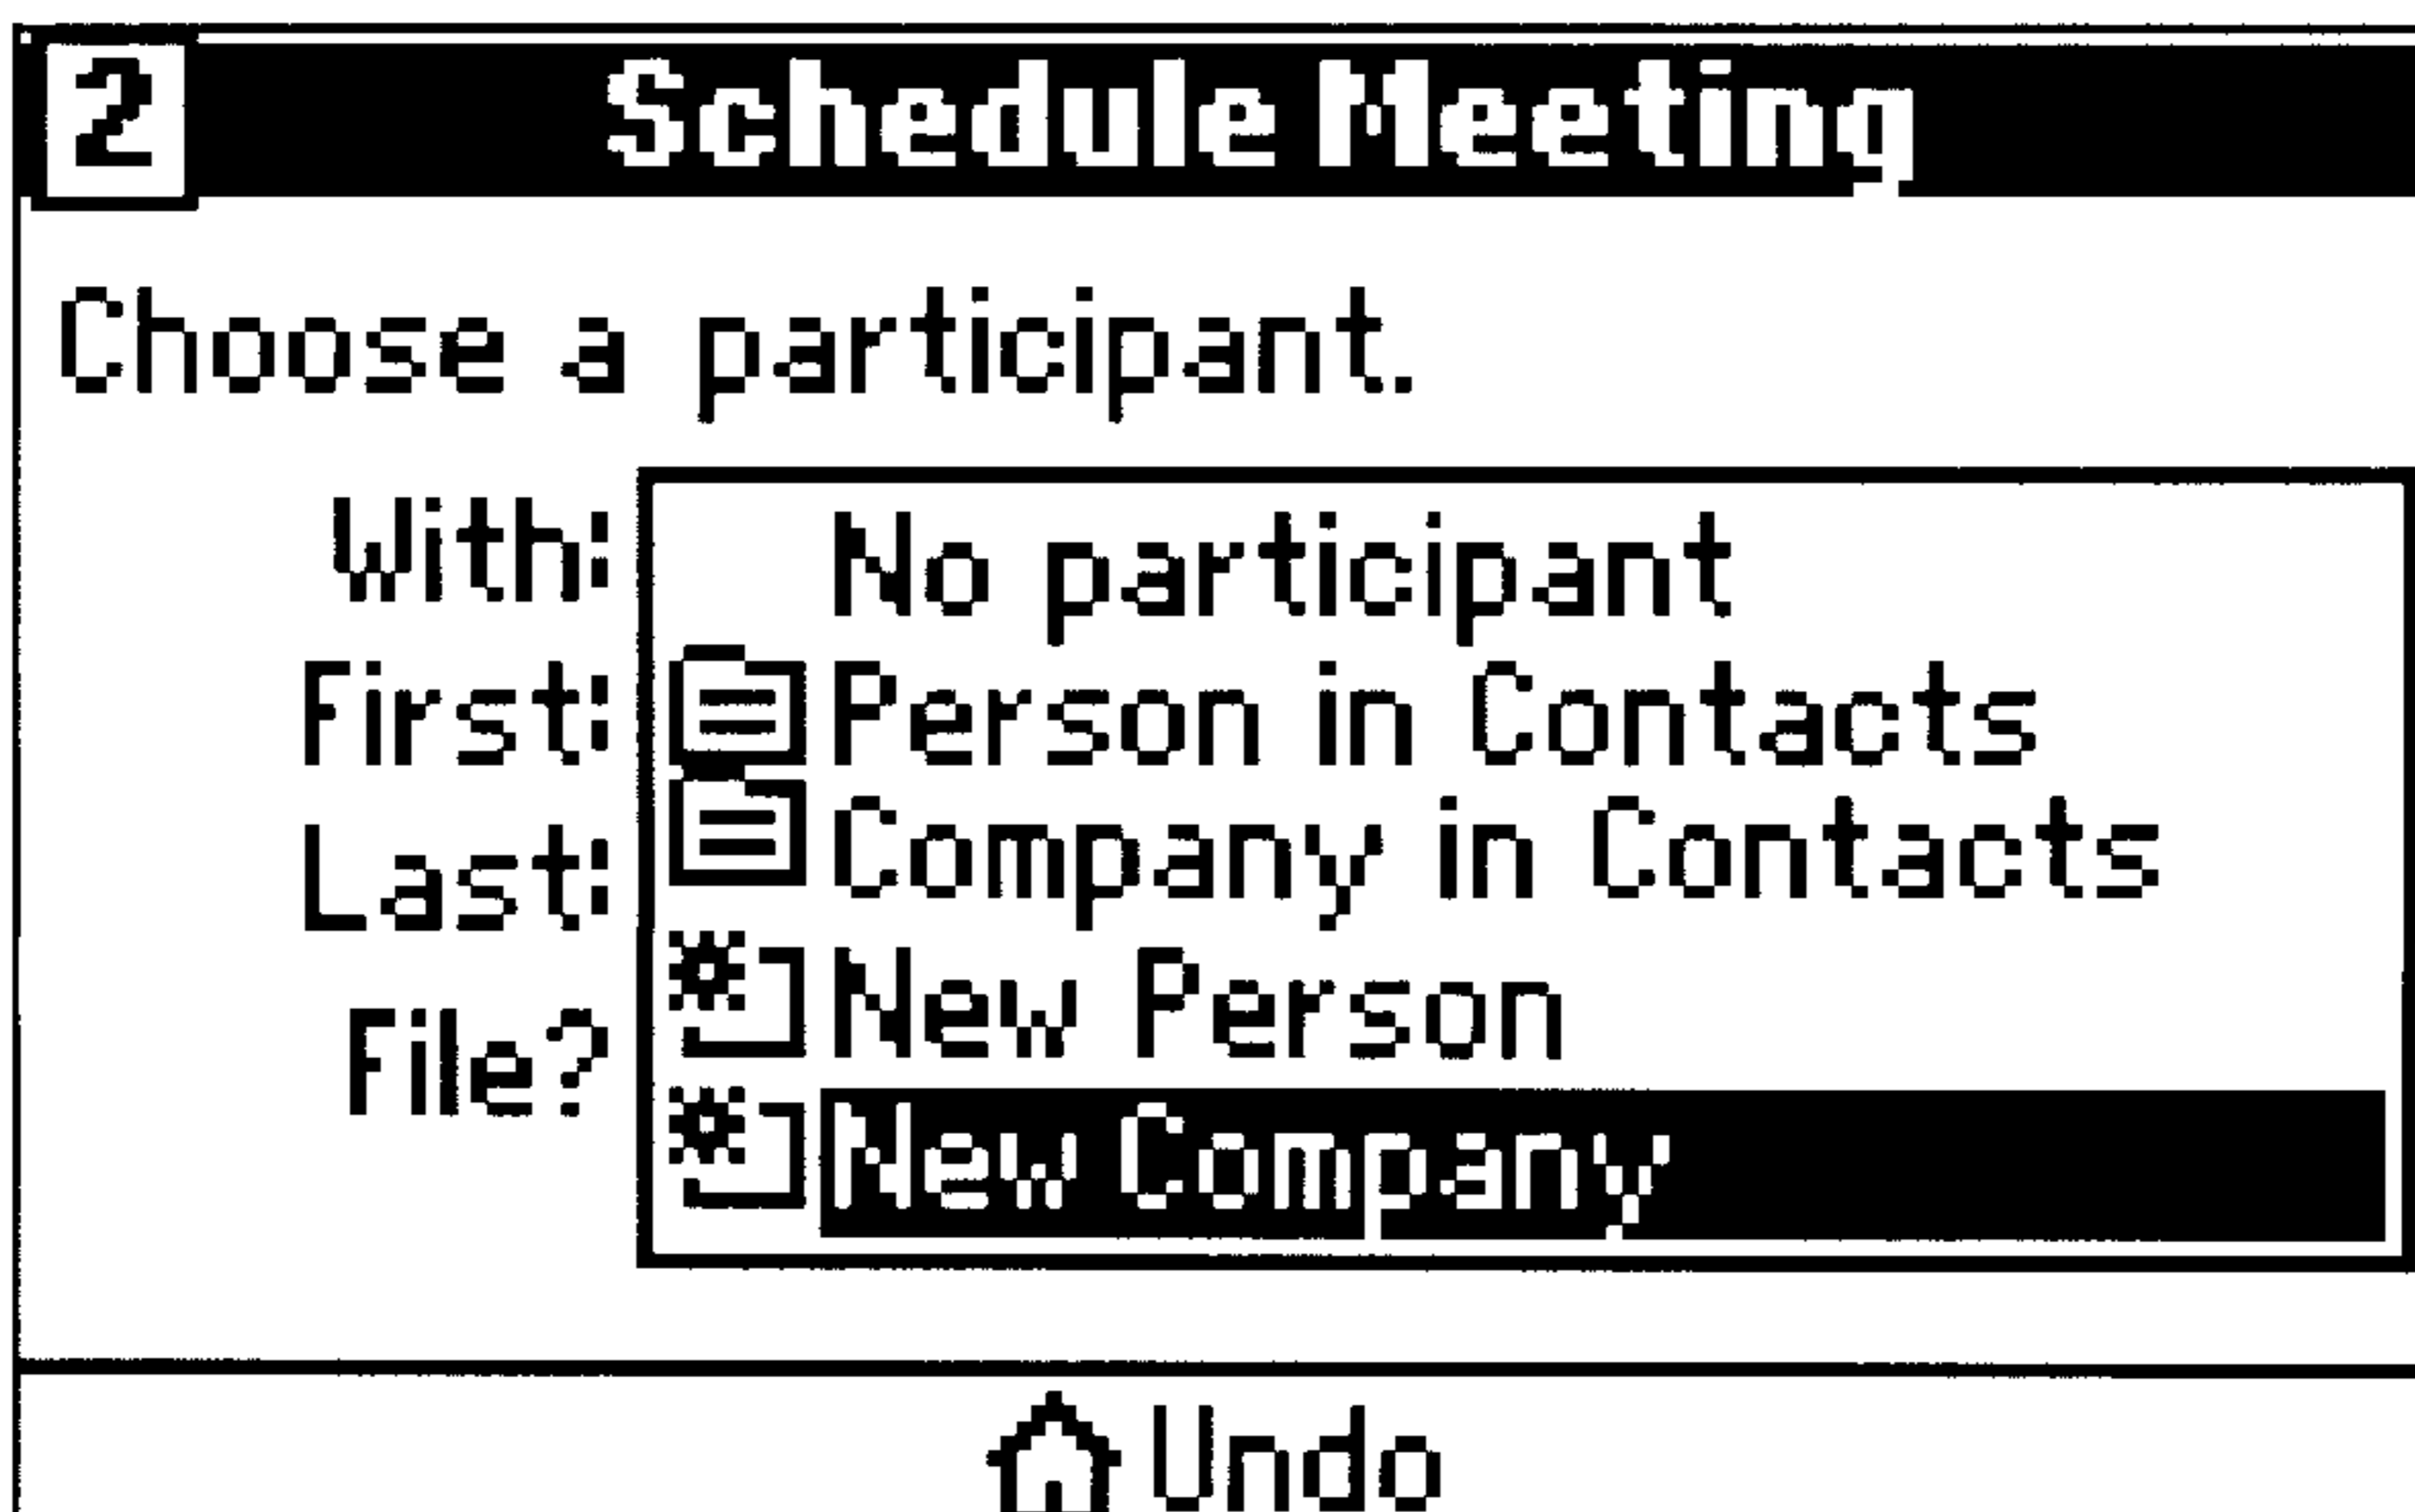 2 Schedule Meeting
Choose a participant.
With: No participant
First: Person in Contacts
Last: Company in Contacts
New Person
File? New Company
Undo